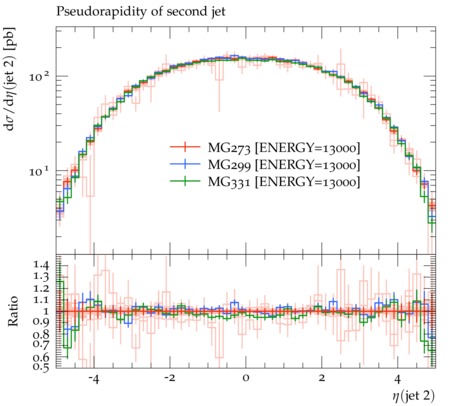 Pseudorapidity of second jet
dσ/dη(jet 2) [pb]
10²
10¹
MG273 [ENERGY=13000]
MG299 [ENERGY=13000]
MG331 [ENERGY=13000]
Ratio
1.4
1.3
1.2
1.1
1
0.9
0.8
0.7
0.6
0.5
-4 -2 0 2 4
η(jet 2)